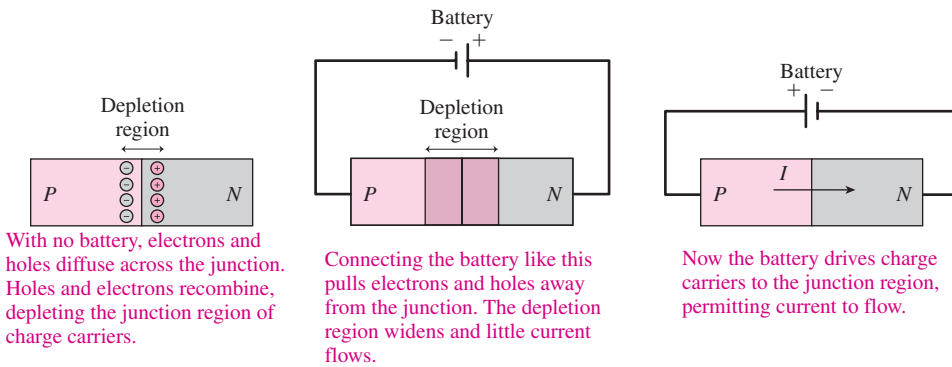 Depletion
region
− − − −
+ + + +
P
N
With no battery, electrons and
holes diffuse across the junction.
Holes and electrons recombine,
depleting the junction region of
charge carriers.
Battery
− +
Depletion
region
P
N
Connecting the battery like this
pulls electrons and holes away
from the junction. The depletion
region widens and little current
flows.
Battery
+ −
P
I
N
Now the battery drives charge
carriers to the junction region,
permitting current to flow.